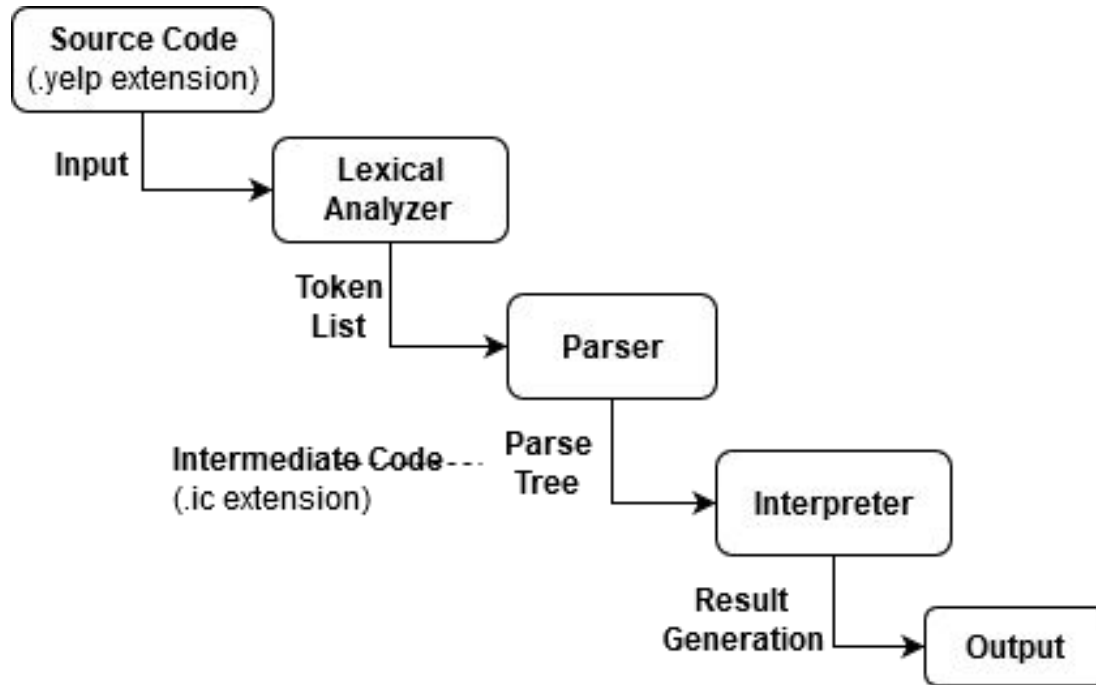 Source Code
(.yelp extension)
Input
Lexical
Analyzer
Token
List
Parser
Intermediate Code
(.ic extension)
Parse
Tree
Interpreter
Result
Generation
Output